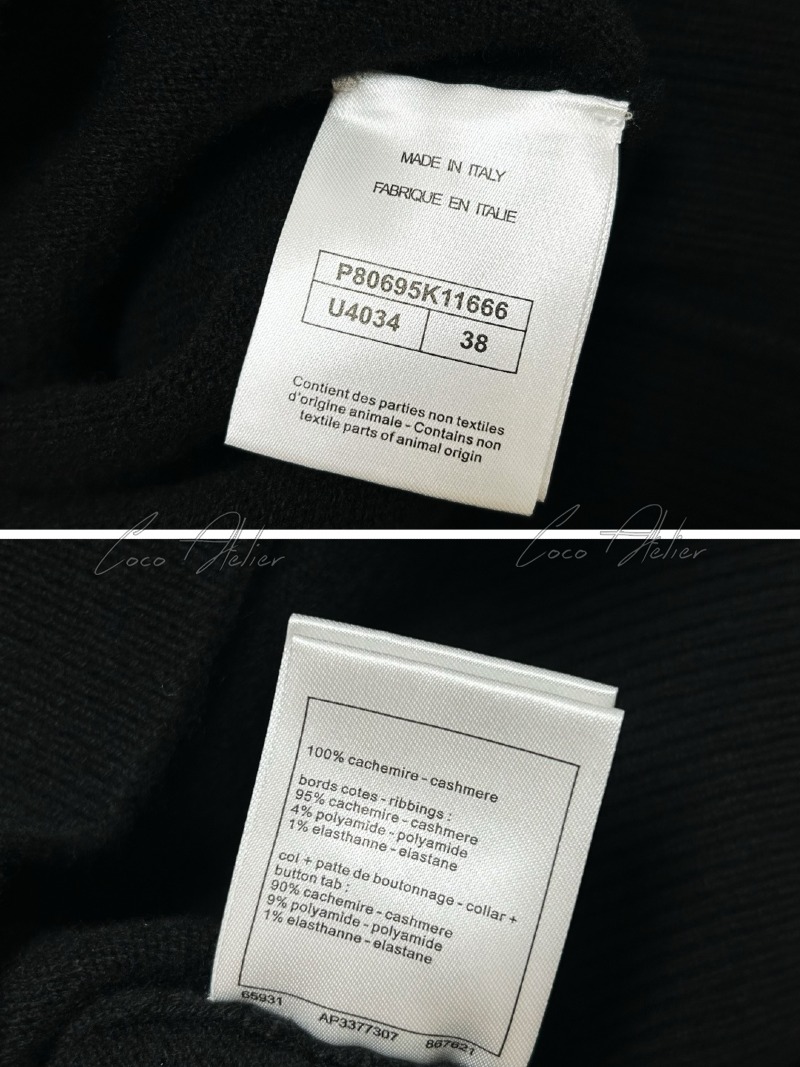 MADE IN ITALY
FABRIQUE EN ITALIE
P80695K11666
U4034 38
Contient des parties non textiles
d'origine animale - Contains non
textile parts of animal origin
Coco Atelier Coco Atelier
100% cachemire - cashmere
bords cotes - ribbings :
95% cachemire - cashmere
4% polyamide - polyamide
1% elasthanne - elastane
col + patte de boutonnage - collar +
button tab :
90% cachemire - cashmere
9% polyamide - polyamide
1% elasthanne - elastane
65931 AP3377307 867621